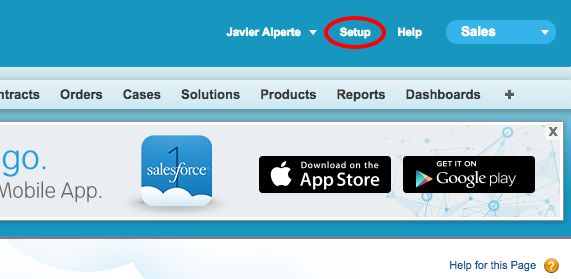 Javier Alperte Setup Help Sales
ntracts Orders Cases Solutions Products Reports Dashboards +
x
go.
Mobile App.
1
salesforce
Download on the
App Store
GET IT ON
Google play
Help for this Page ?